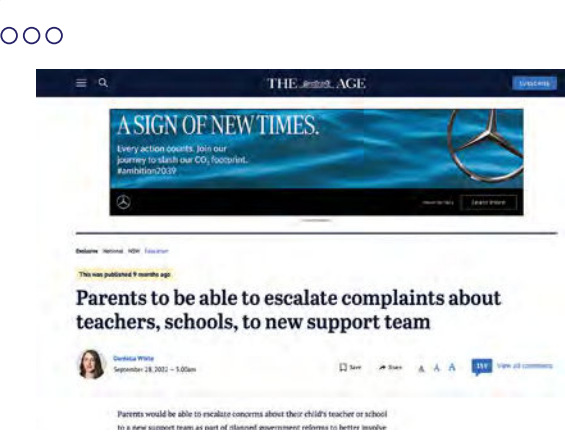 THE AGE
SUBSCRIBE
A SIGN OF NEW TIMES.
Every action counts. Join our
journey to slash our CO₂ footprint.
#ambition2039
Learn more
Exclusive National NSW Education
This was published 9 months ago
Parents to be able to escalate complaints about
teachers, schools, to new support team
Daniella White
September 28, 2022 – 5.00am
Save Share A A A View all comments
Parents would be able to escalate concerns about their child's teacher or school
to a new support team as part of planned government reforms to better involve